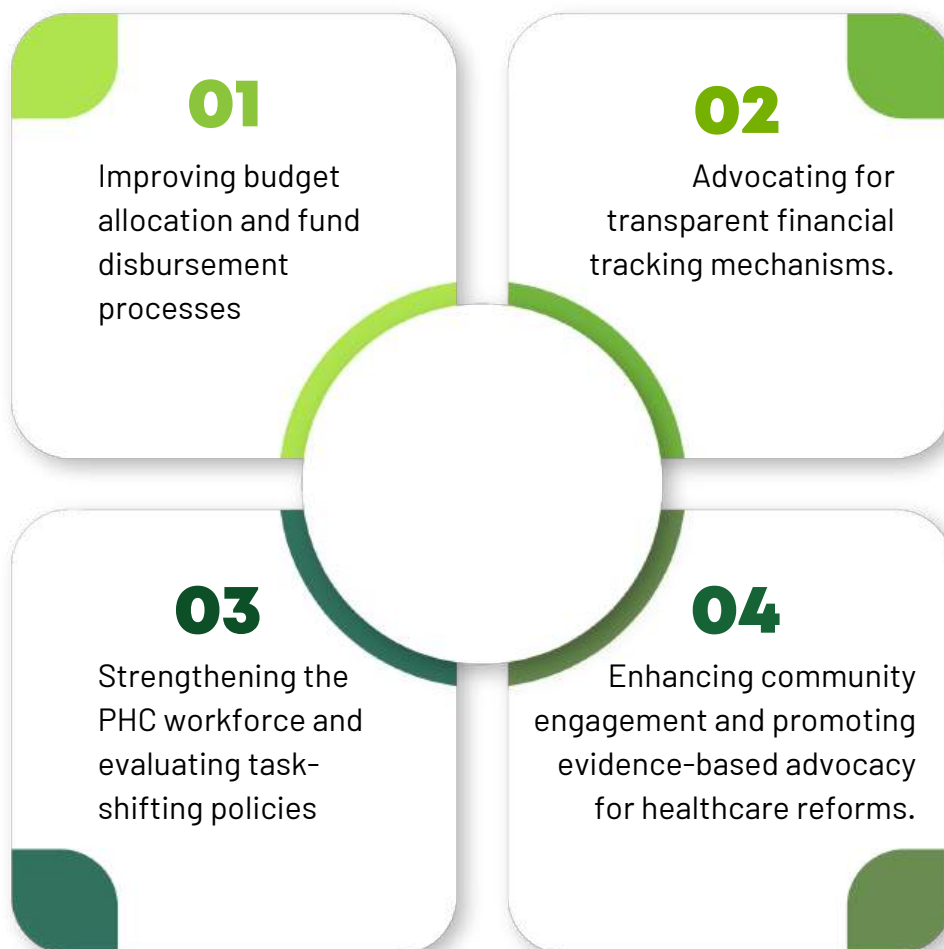 01
Improving budget
allocation and fund
disbursement
processes
02
Advocating for
transparent financial
tracking mechanisms.
03
Strengthening the
PHC workforce and
evaluating task-
shifting policies
04
Enhancing community
engagement and promoting
evidence-based advocacy
for healthcare reforms.